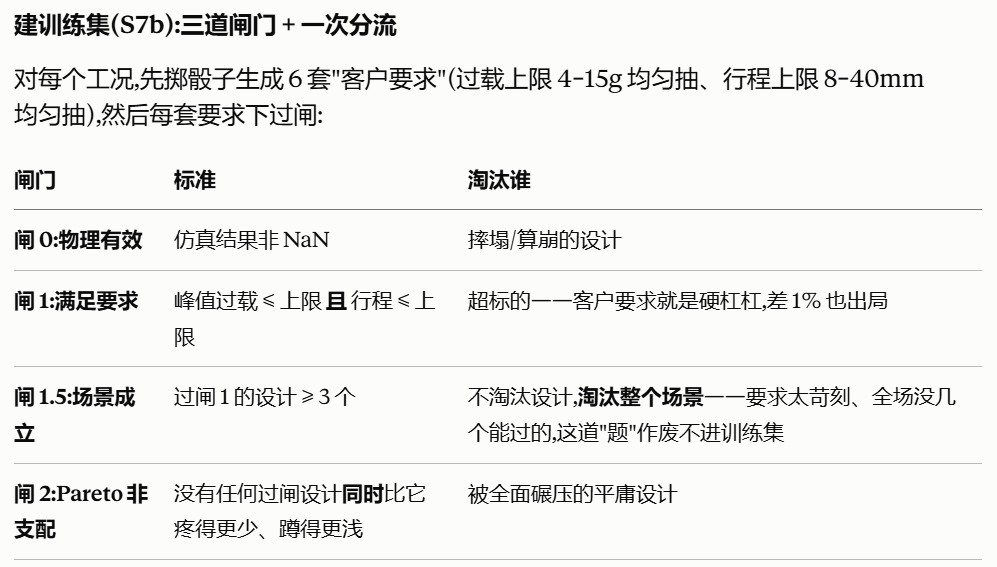 建训练集(S7b):三道闸门 + 一次分流
对每个工况,先掷骰子生成 6 套"客户要求"(过载上限 4-15g 均匀抽、行程上限 8-40mm
均匀抽),然后每套要求下过闸:
闸门 标准 淘汰谁
闸 0:物理有效 仿真结果非 NaN 摔塌/算崩的设计
闸 1:满足要求 峰值过载 ≤ 上限 且 行程 ≤ 上 超标的——客户要求就是硬杠杠,差 1% 也出局
限
闸 1.5:场景成 过闸 1 的设计 ≥ 3 个 不淘汰设计,淘汰整个场景——要求太苛刻、全场没几
立 个能过的,这道"题"作废不进训练集
闸 2:Pareto 非 没有任何过闸设计同时比它 被全面碾压的平庸设计
支配 疼得更少、蹲得更浅